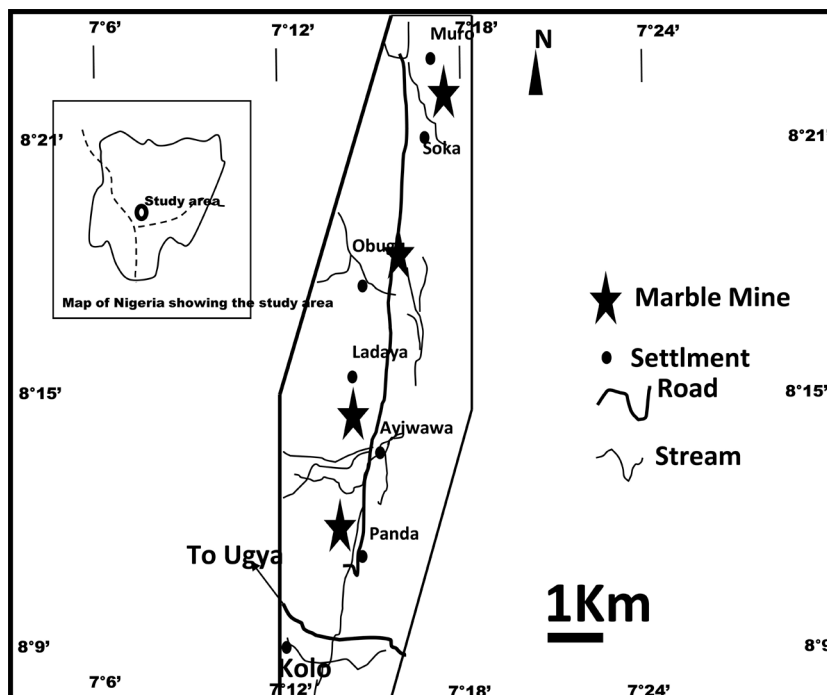 7°6’
7°12’
7°18’
7°24’
Muro
N
8°21’
8°21’
Soka
Study area
Obugu
Map of Nigeria showing the study area
Marble Mine
Ladaya
Settlment
8°15’
8°15’
Road
Ayiwawa
Stream
Panda
To Ugya
1Km
8°9’
8°9
Kolo
7°6’
7°12’
7°18’
7°24’